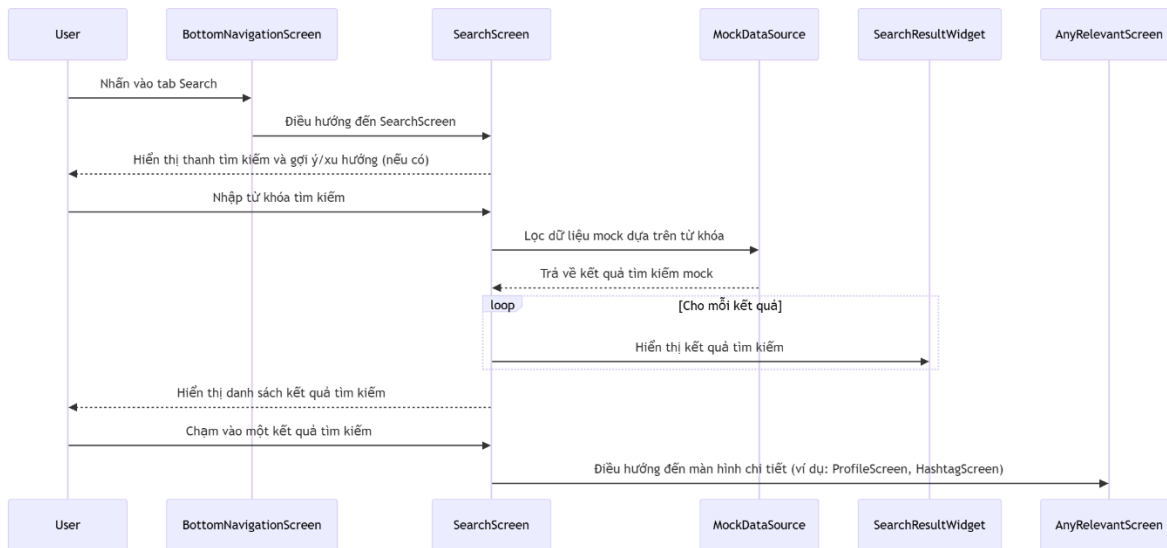 User
BottomNavigationScreen
SearchScreen
MockDataSource
SearchResultWidget
AnyRelevantScreen
Nhấn vào tab Search
Điều hướng đến SearchScreen
Hiển thị thanh tìm kiếm và gợi ý/xu hướng (nếu có)
Nhập từ khóa tìm kiếm
Lọc dữ liệu mock dựa trên từ khóa
Trả về kết quả tìm kiếm mock
loop
[Cho mỗi kết quả]
Hiển thị kết quả tìm kiếm
Hiển thị danh sách kết quả tìm kiếm
Chạm vào một kết quả tìm kiếm
Điều hướng đến màn hình chi tiết (ví dụ: ProfileScreen, HashtagScreen)
User
BottomNavigationScreen
SearchScreen
MockDataSource
SearchResultWidget
AnyRelevantScreen